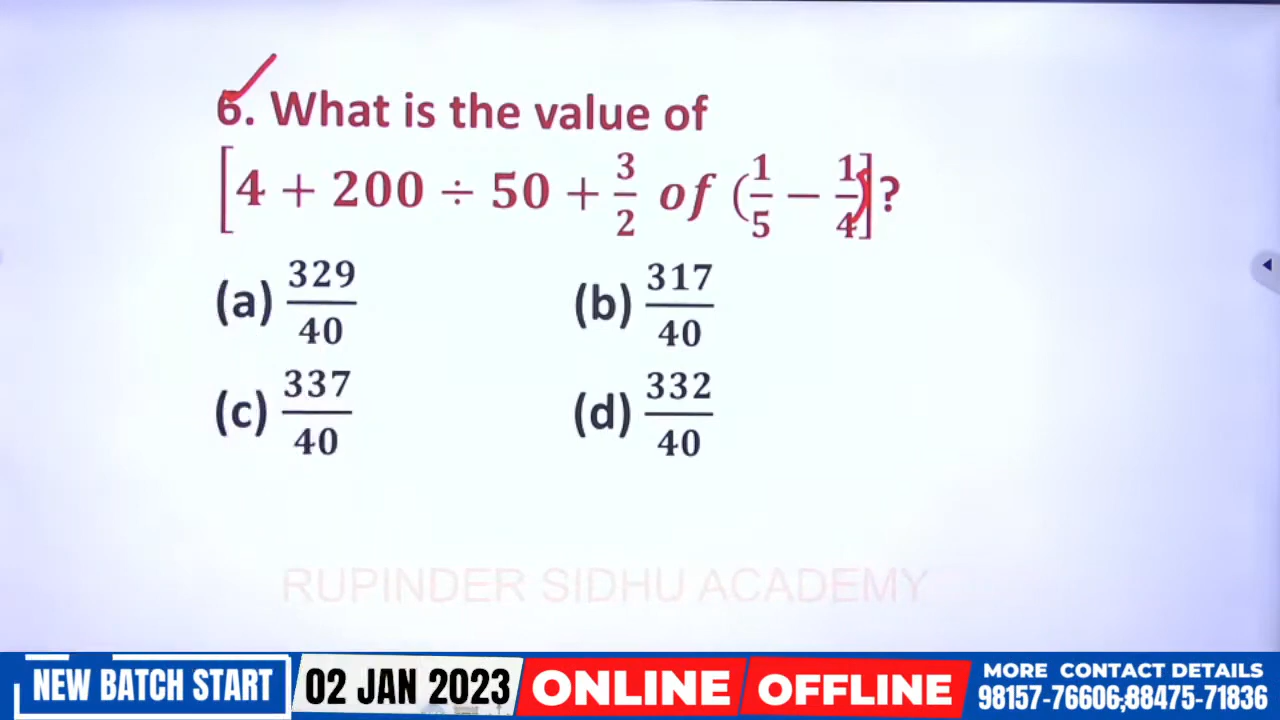 6. What is the value of
[4 + 200 ÷ 50 + 3/2 of (1/5 − 1/4)]?
(a) 329/40 (b) 317/40
(c) 337/40 (d) 332/40
RUPINDER SIDHU ACADEMY
NEW BATCH START 02 JAN 2023 ONLINE OFFLINE MORE CONTACT DETAILS
98157-76606,88475-71836